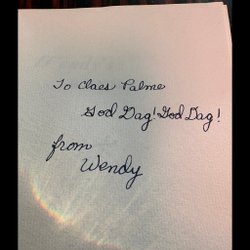 To Claes Palme
God Dag! God Dag!
from
Wendy